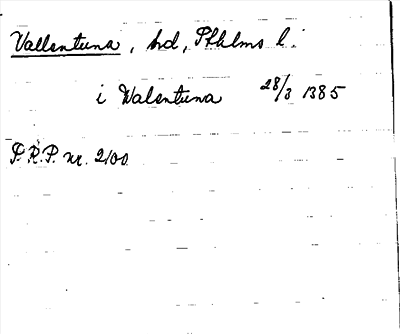 Vallentuna, hd, Sthlms l.
i Walentuna 28/3 1385
P.R.P. nr. 2100